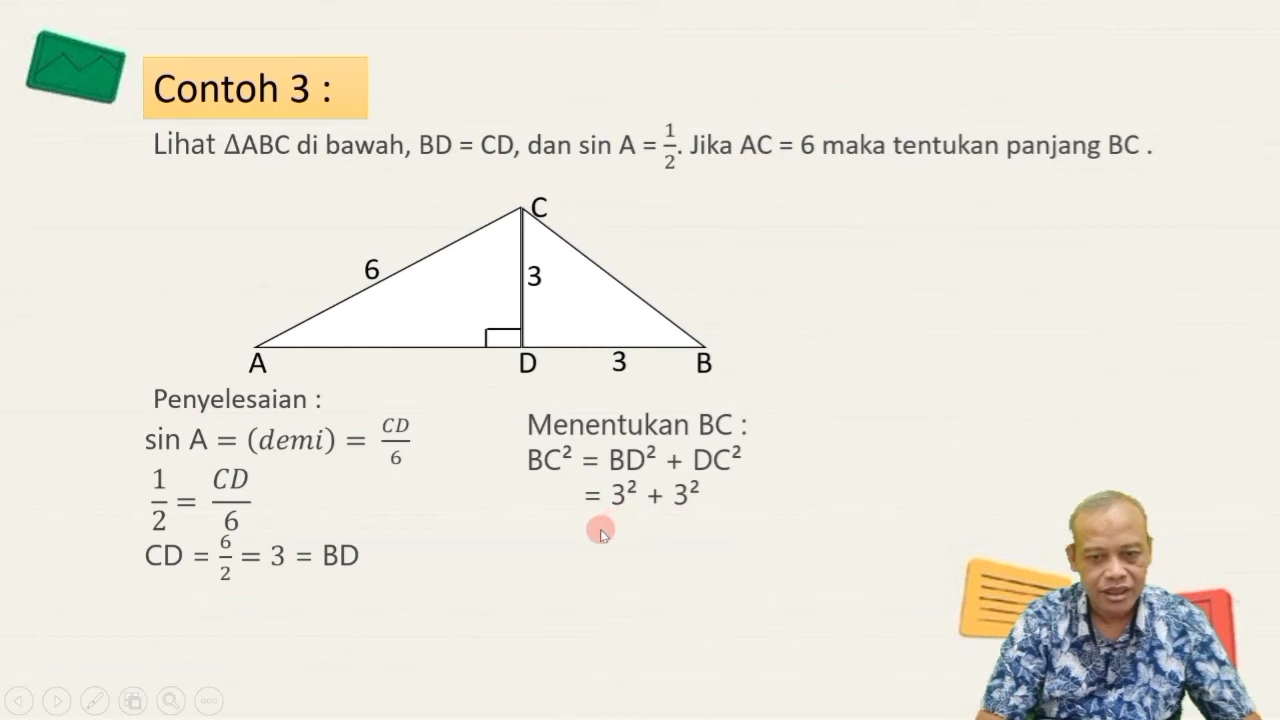 Contoh 3 :
Lihat ΔABC di bawah, BD = CD, dan sin A = 1/2. Jika AC = 6 maka tentukan panjang BC .
C
6
3
A
D
3
B
Penyelesaian :
sin A = (demi) = CD/6
1/2 = CD/6
CD = 6/2 = 3 = BD
Menentukan BC :
BC² = BD² + DC²
= 3² + 3²